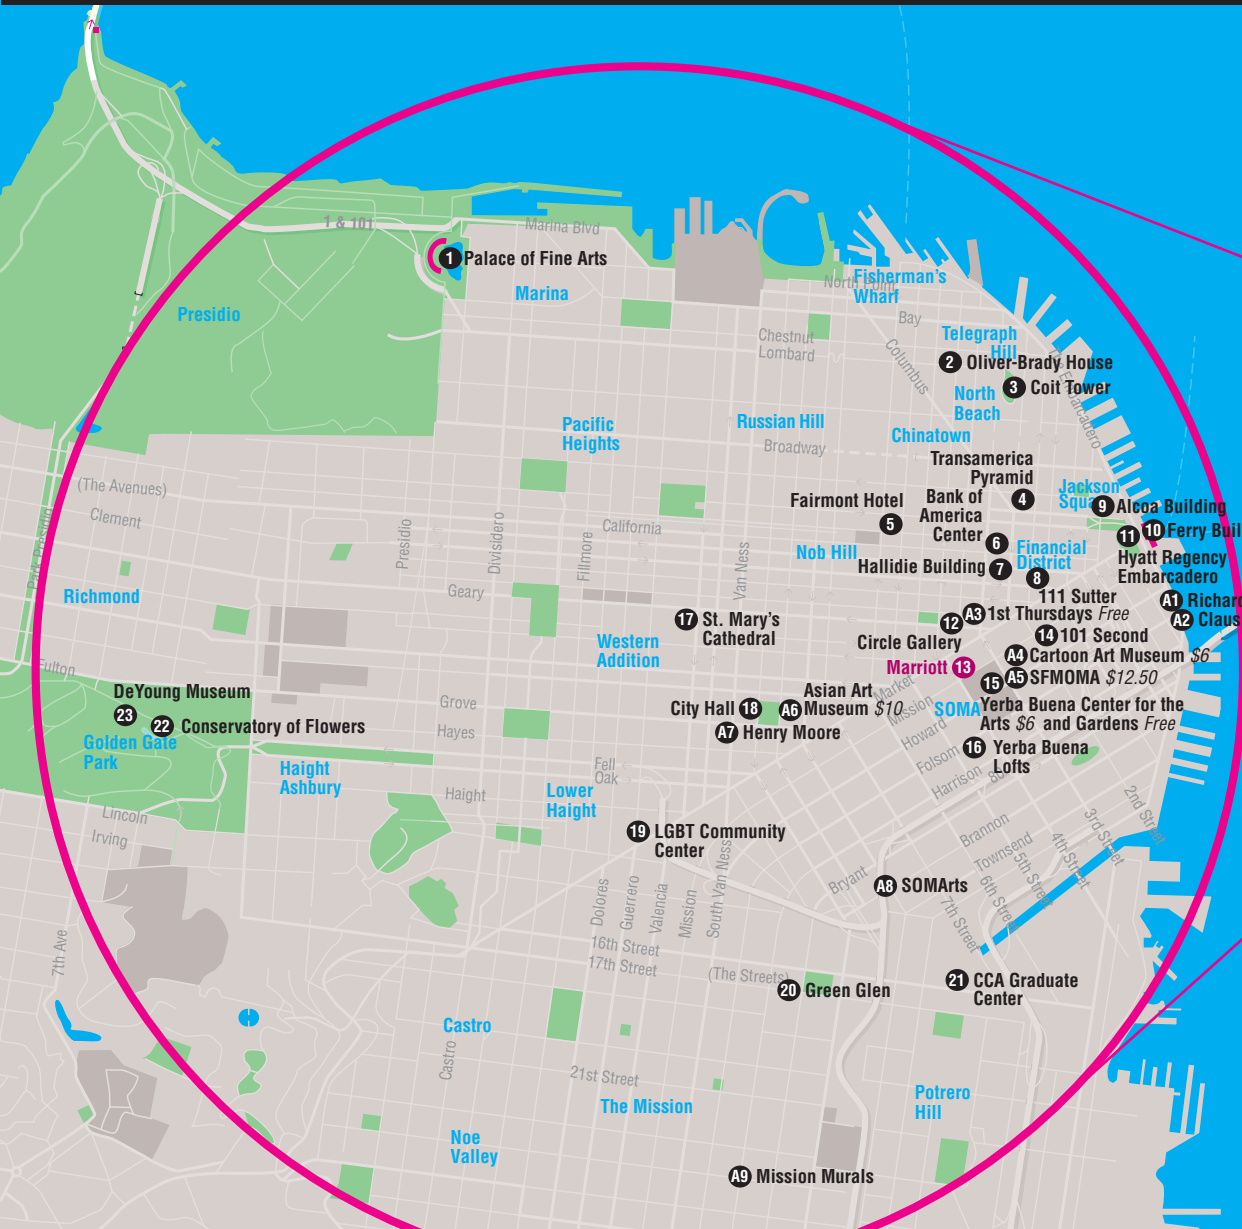 1 & 101
Marina Blvd
1 Palace of Fine Arts
Marina
Presidio
Fisherman's
Wharf
North Point
Bay
Chestnut
Lombard
Columbus
Telegraph
Hill
The Embarcadero
2 Oliver-Brady House
3 Coit Tower
North
Beach
Pacific
Heights
Russian Hill
Broadway
Chinatown
Transamerica
Pyramid
4
Jackson
Square
(The Avenues)
Clement
Fairmont Hotel
5
Bank of
America
Center
6
9 Alcoa Building
10 Ferry Buil
11
Hyatt Regency
Embarcadero
California
Presidio
Divisidero
Fillmore
Van Ness
Nob Hill
Financial
District
Hallidie Building 7
8
111 Sutter
Park Presidio
Richmond
Geary
A1 Richard
A2 Claus
17 St. Mary's
Cathedral
A3 1st Thursdays Free
12
Circle Gallery
14 101 Second
Western
Addition
A4 Cartoon Art Museum $6
Marriott 13
A5 SFMOMA $12.50
15
Yerba Buena Center for the
Arts $6 and Gardens Free
Fulton
DeYoung Museum
23
22 Conservatory of Flowers
Golden Gate
Park
Grove
Hayes
City Hall 18
A6 Asian Art
Museum $10
A7 Henry Moore
Market
Mission
Howard
Folsom
Harrison
SOMA
16 Yerba Buena
Lofts
Haight
Ashbury
Fell
Oak
Haight
Lower
Haight
Lincoln
Irving
19 LGBT Community
Center
Brannon
Townsend
2nd Street
3rd Street
4th Street
5th Street
6th Street
7th Street
Bryant
A8 SOMArts
Dolores
Guerrero
Valencia
Mission
South Van Ness
7th Ave
16th Street
17th Street
(The Streets)
20 Green Glen
21 CCA Graduate
Center
Castro
Castro
21st Street
The Mission
Potrero
Hill
Noe
Valley
A9 Mission Murals